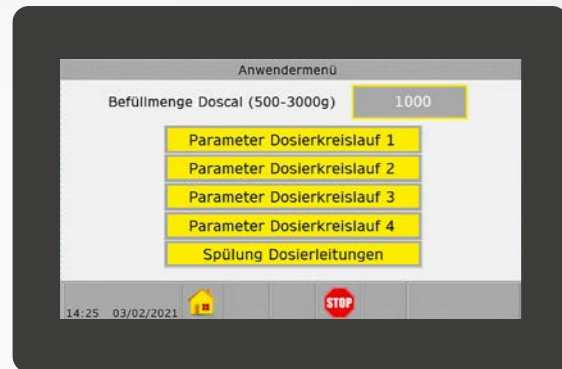 Anwendermenü
Befüllmenge Doscal (500-3000g) 1000
Parameter Dosierkreislauf 1
Parameter Dosierkreislauf 2
Parameter Dosierkreislauf 3
Parameter Dosierkreislauf 4
Spülung Dosierleitungen
14:25 03/02/2021 STOP